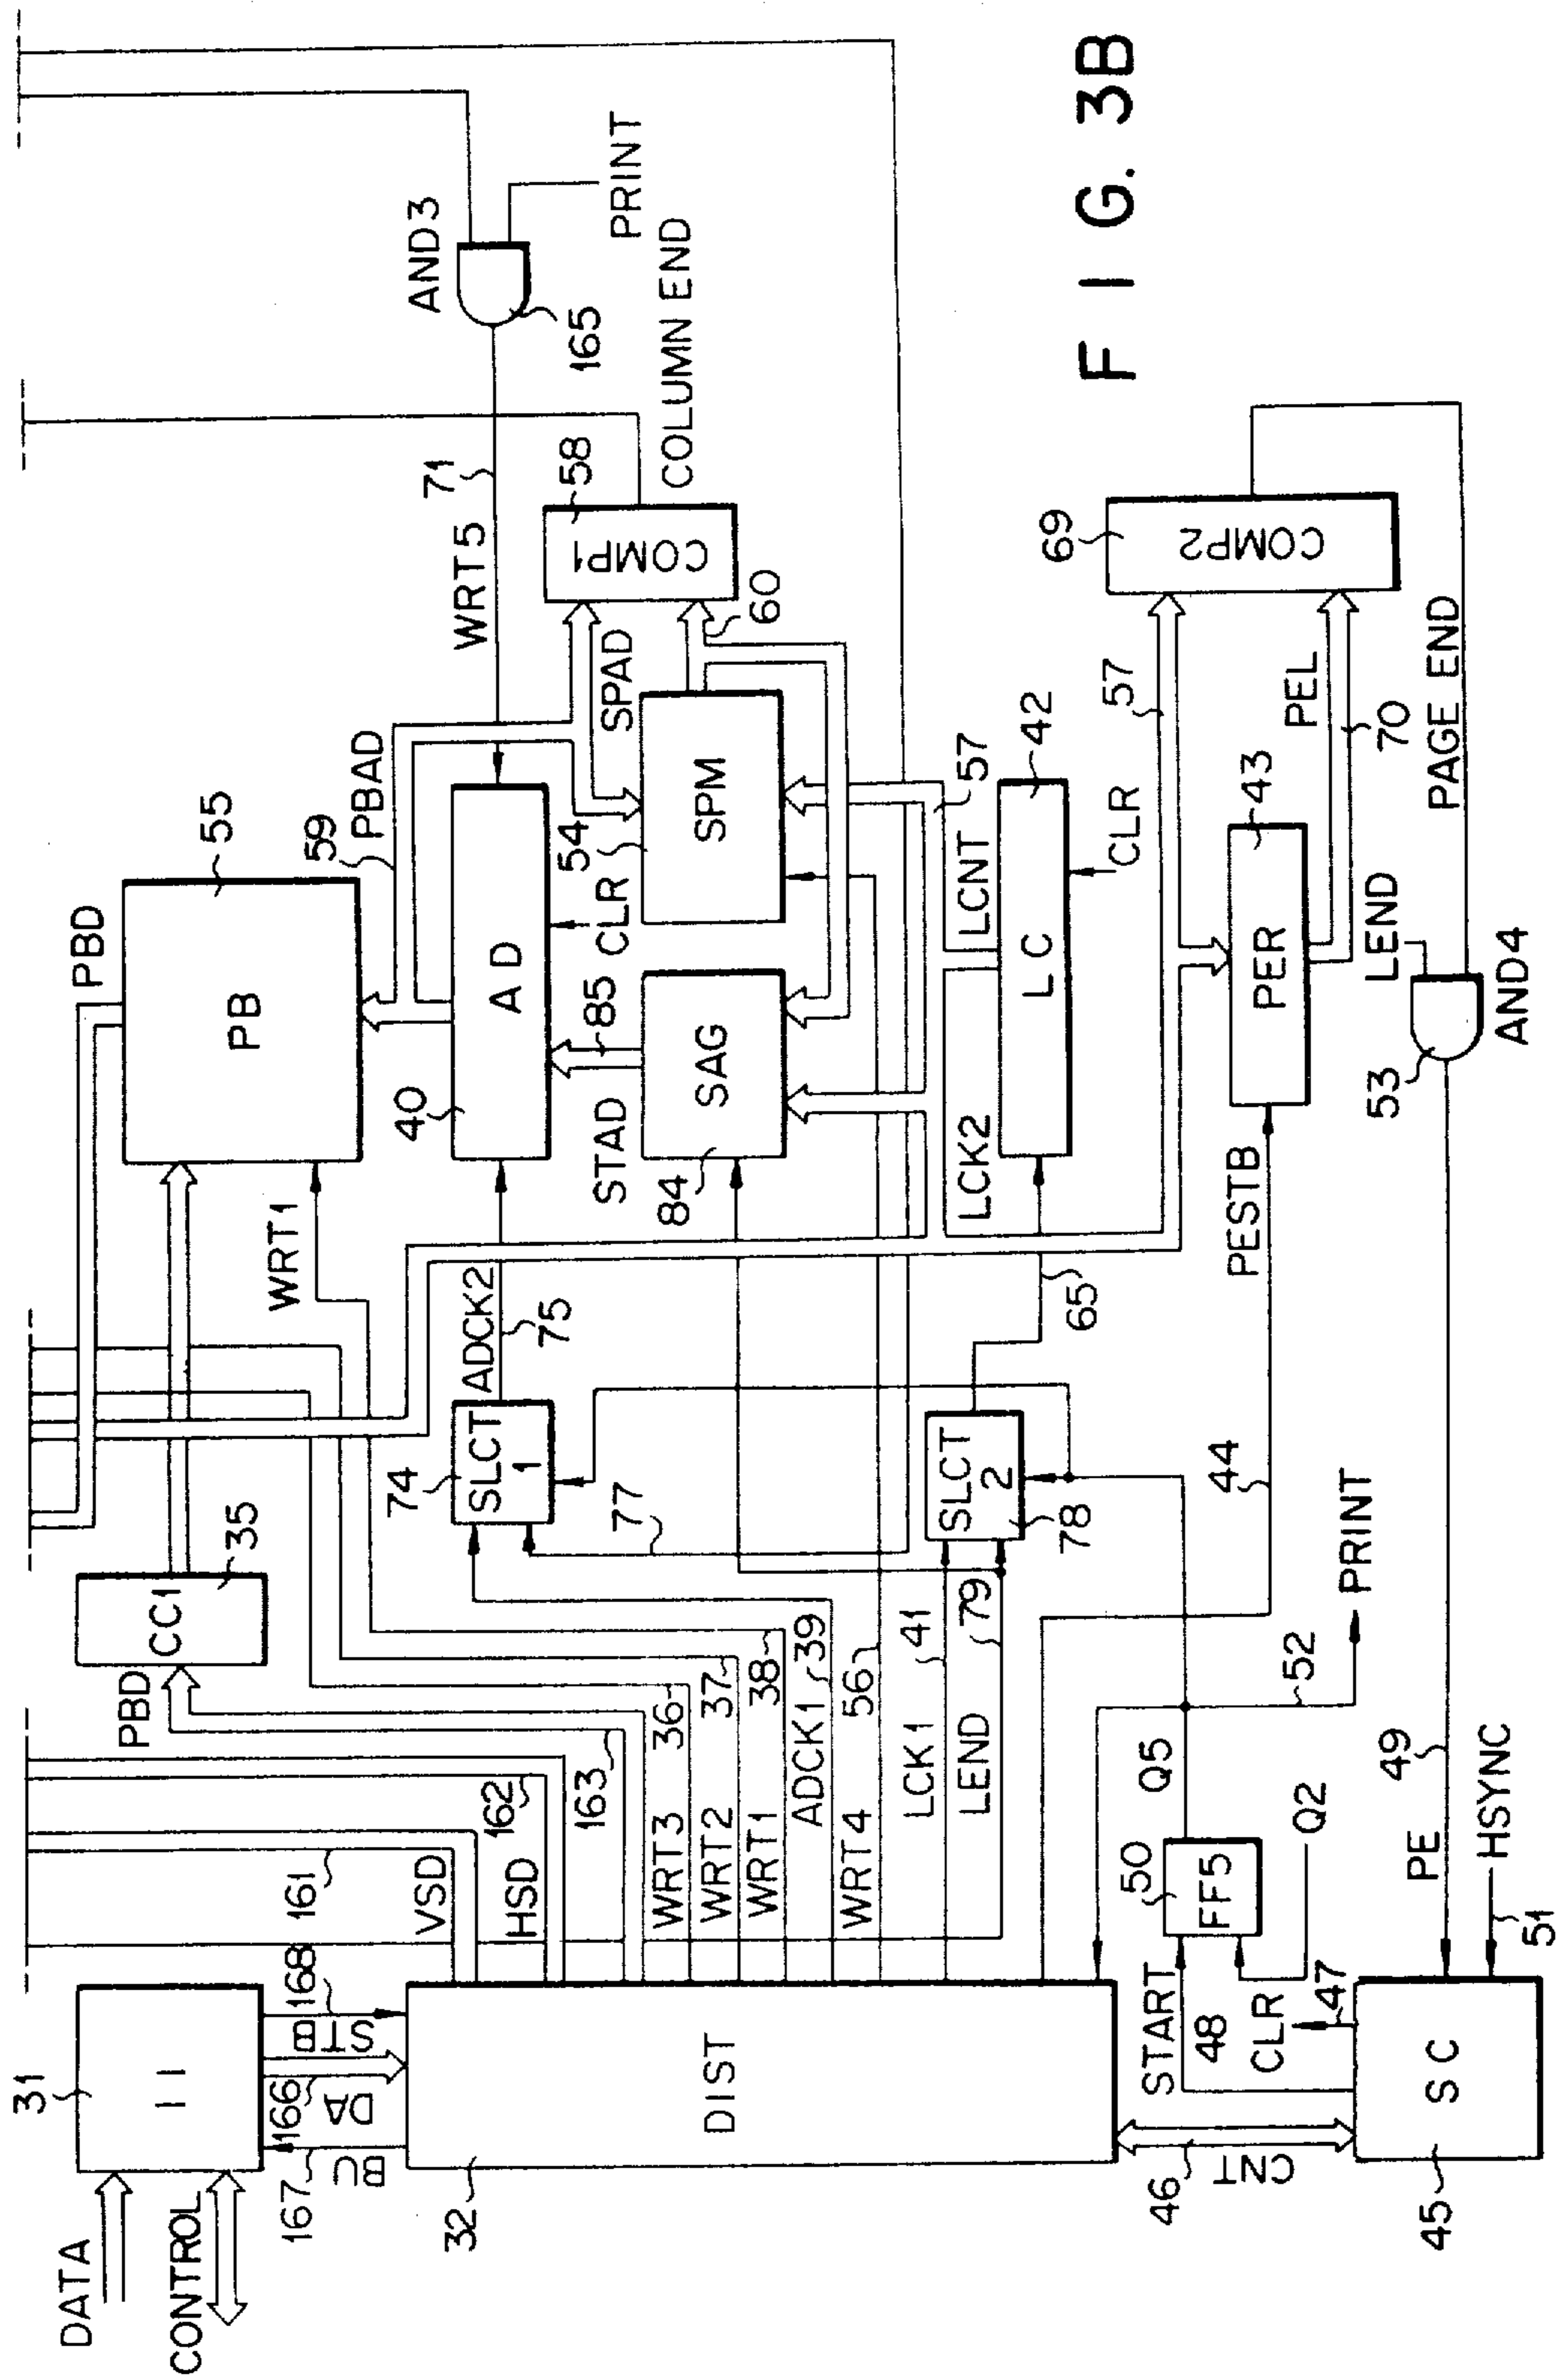 DATA
CONTROL
31
II
167
BU
166
DA
168
STB
32
DIST
161
VSD
162
HSD
163
PBD
CC1
35
WRT3
36
WRT2
37
WRT1
38
ADCK1
39
WRT4
56
LCK1
41
LEND
79
PBD
PB
55
WRT1
59
PBAD
40
AD
CLR
74
SLCT
1
ADCK2
75
77
STAD
85
84
SAG
54
SPM
SPAD
60
COMP1
58
COLUMN END
WRT5
71
AND3
165
PRINT
SLCT
2
78
65
LCK2
LC
42
LCNT
57
CLR
57
PESTB
44
PER
43
PEL
70
69
COMP2
PAGE END
LEND
53
AND4
46
CNT
45
SC
START
48
CLR
47
50
FF5
Q5
Q2
52
PRINT
PE
49
HSYNC
51
FIG. 3B